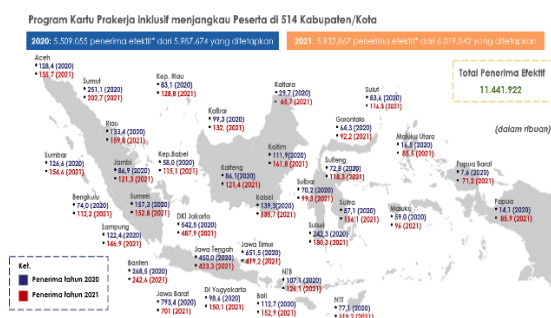 Program Kartu Prakerja inklusif menjangkau Peserta di 514 Kabupaten/Kota
2020: 5.509.055 penerima efektif* dari 5.987.674 yang ditetapkan
2021: 5.932.867 penerima efektif* dari 6.019.842 yang ditetapkan
Total Penerima Efektif
11.441.922
(dalam ribuan)
Aceh
128,4 (2020)
135,7 (2021)
Sumut
251,1 (2020)
202,7 (2021)
Kep. Riau
83,1 (2020)
128,8 (2021)
Kaltara
29,7 (2020)
65,7 (2021)
Sulut
83,6 (2020)
(2021)
Kalbar
99,3 (2020)
132, (2021)
Gorontalo
64,3 (2020)
92,2 (2021)
Maluku Utara
16,5 (2020)
85,5 (2021)
Riau
133,4 (2020)
159,8 (2021)
Kaltim
111,9(2020)
161,8 (2021)
Sumbar
126,6 (2020)
154,6 (2021)
Jambi
86,9 (2020)
121,3 (2021)
Kep.Babel
58,0 (2020)
115,1 (2021)
Kalteng
86,1(2020)
121,4 (2021)
Sulteng
72,8 (2020)
118,3 (2021)
Papua Barat
7,6 (2020)
71,2 (2021)
Sulbar
70,2 (2020)
99,3 (2021)
Bengkulu
74,0 (2020)
112,2 (2021)
Sumsel
157,3 (2020)
152,8 (2021)
Kalsel
139,3(2020)
135,7 (2021)
Sultra
87,1 (2020)
(2021)
Maluku
59,0 (2020)
96 (2021)
Papua
14,1 (2020)
85,9 (2021)
DKI Jakarta
542,5 (2020)
487,9 (2021)
Lampung
122,4 (2020)
146,9 (2021)
Sulsel
242,3 (2020)
180,3 (2021)
Jawa Tengah
450,0 (2020)
423,3 (2021)
Jawa Timur
651,5 (2020)
419,2 (2021)
Ket.
Penerima tahun 2020
Penerima tahun 2021
Banten
268,5 (2020)
242,6 (2021)
NTB
107,1 (2020)
126,1 (2021)
Jawa Barat
793,4 (2020)
701 (2021)
DI Yogyakarta
98,6 (2020)
150,1 (2021)
Bali
112,7 (2020)
152,9 (2021)
NTT
77,1 (2020)
(2021)